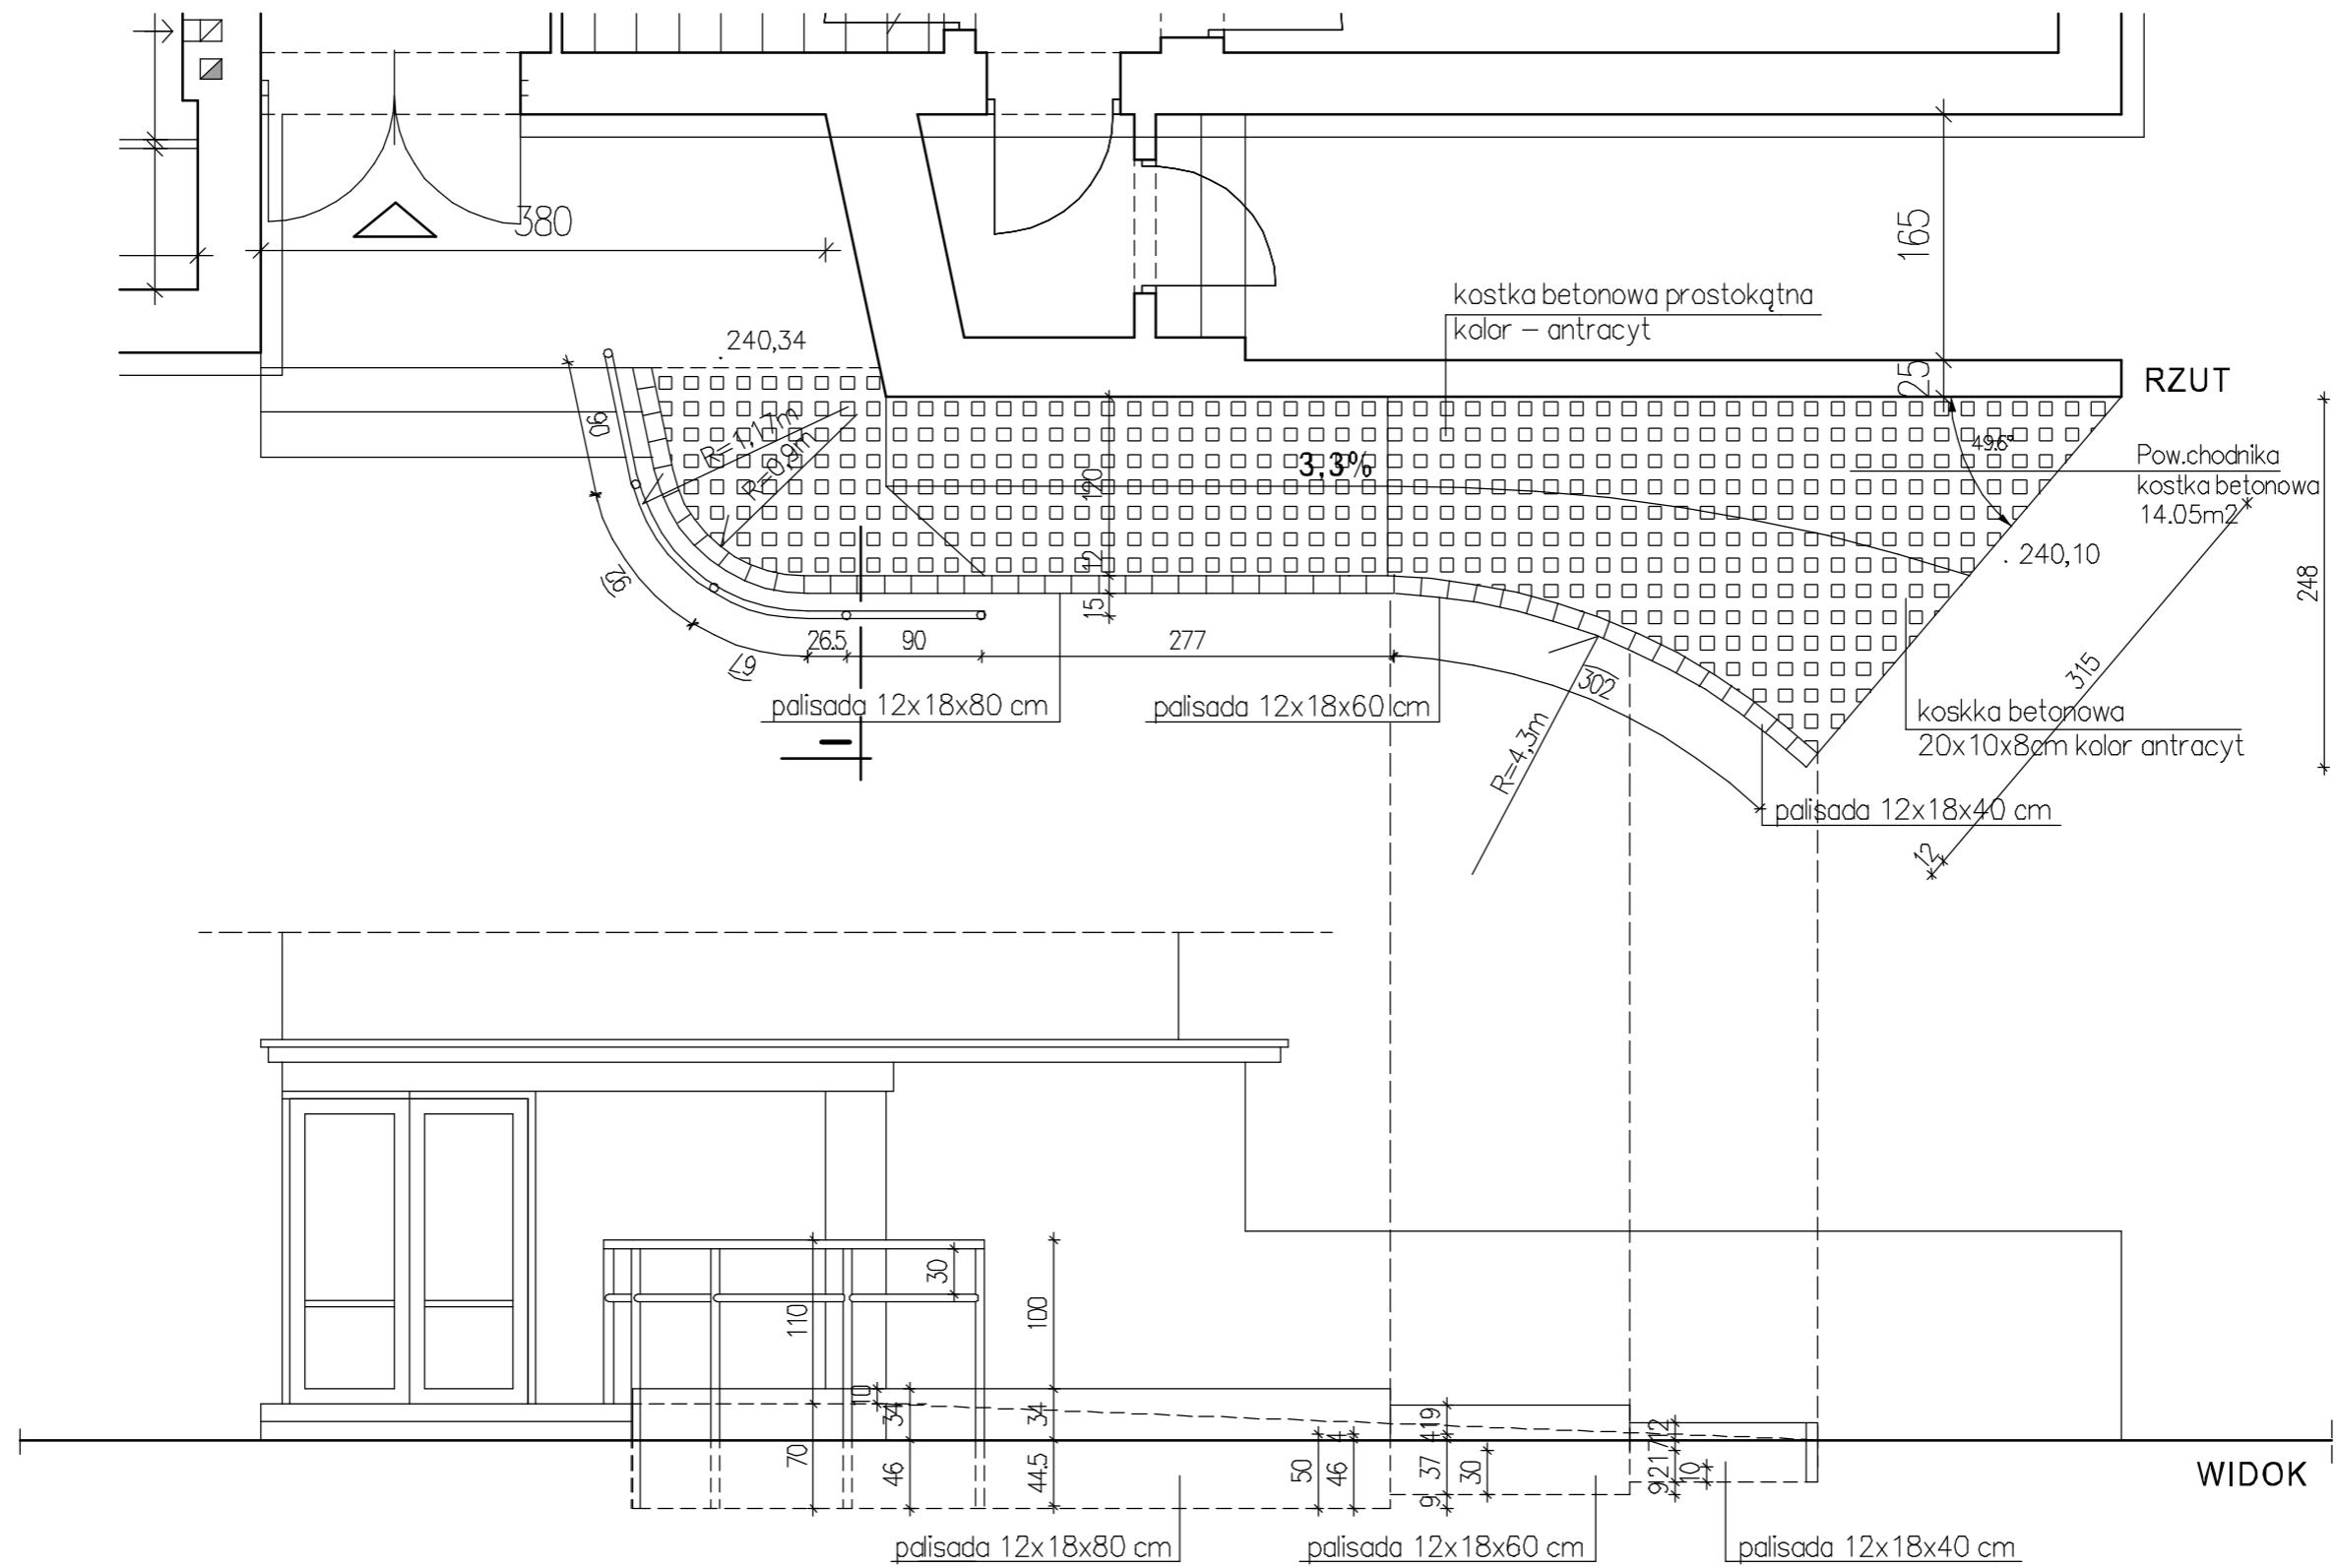 380
165
25
kostka betonowa prostokątna
kolor – antracyt
240,34
RZUT
90
R=1,17m
R=0,9m
3,3%
120
49.6°
Pow.chodnika
kostka betonowa
14.05m2
240,10
248
92
67
12
15
26.5
90
277
302
315
palisada 12x18x80 cm
palisada 12x18x60 cm
R=4,3m
koskka betonowa
20x10x8cm kolor antracyt
palisada 12x18x40 cm
12
30
110
100
10
34
34
70
46
44.5
50
4
46
19
4
37
9
30
12
7
21
9
10
WIDOK
palisada 12x18x80 cm
palisada 12x18x60 cm
palisada 12x18x40 cm